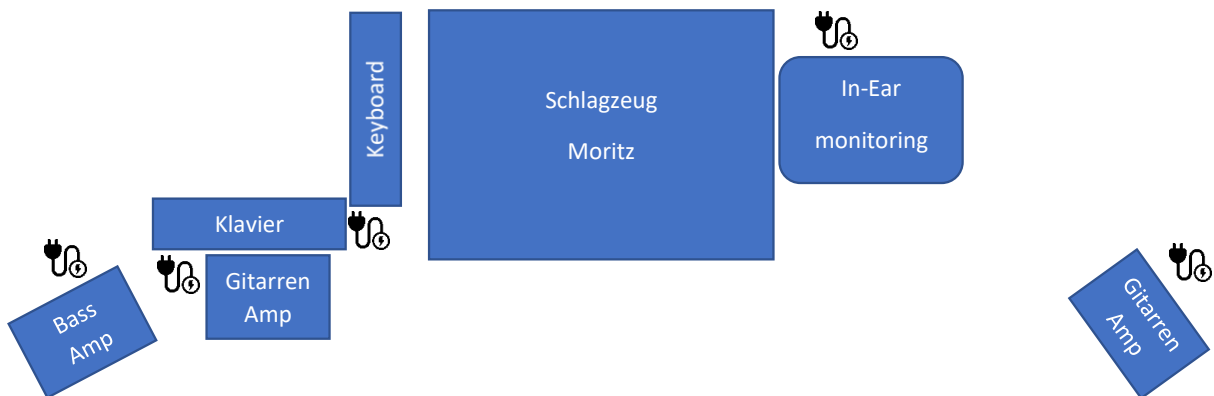 Keyboard
Schlagzeug
Moritz
In-Ear
monitoring
Klavier
Gitarren
Amp
Bass
Amp
Gitarren
Amp